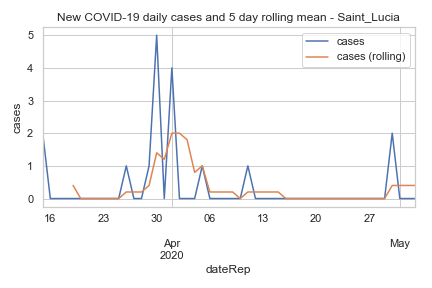 New COVID-19 daily cases and 5 day rolling mean - Saint_Lucia
cases
cases (rolling)
5
4
3
2
1
0
cases
16 23 30 06 13 20 27
Apr May
2020
dateRep